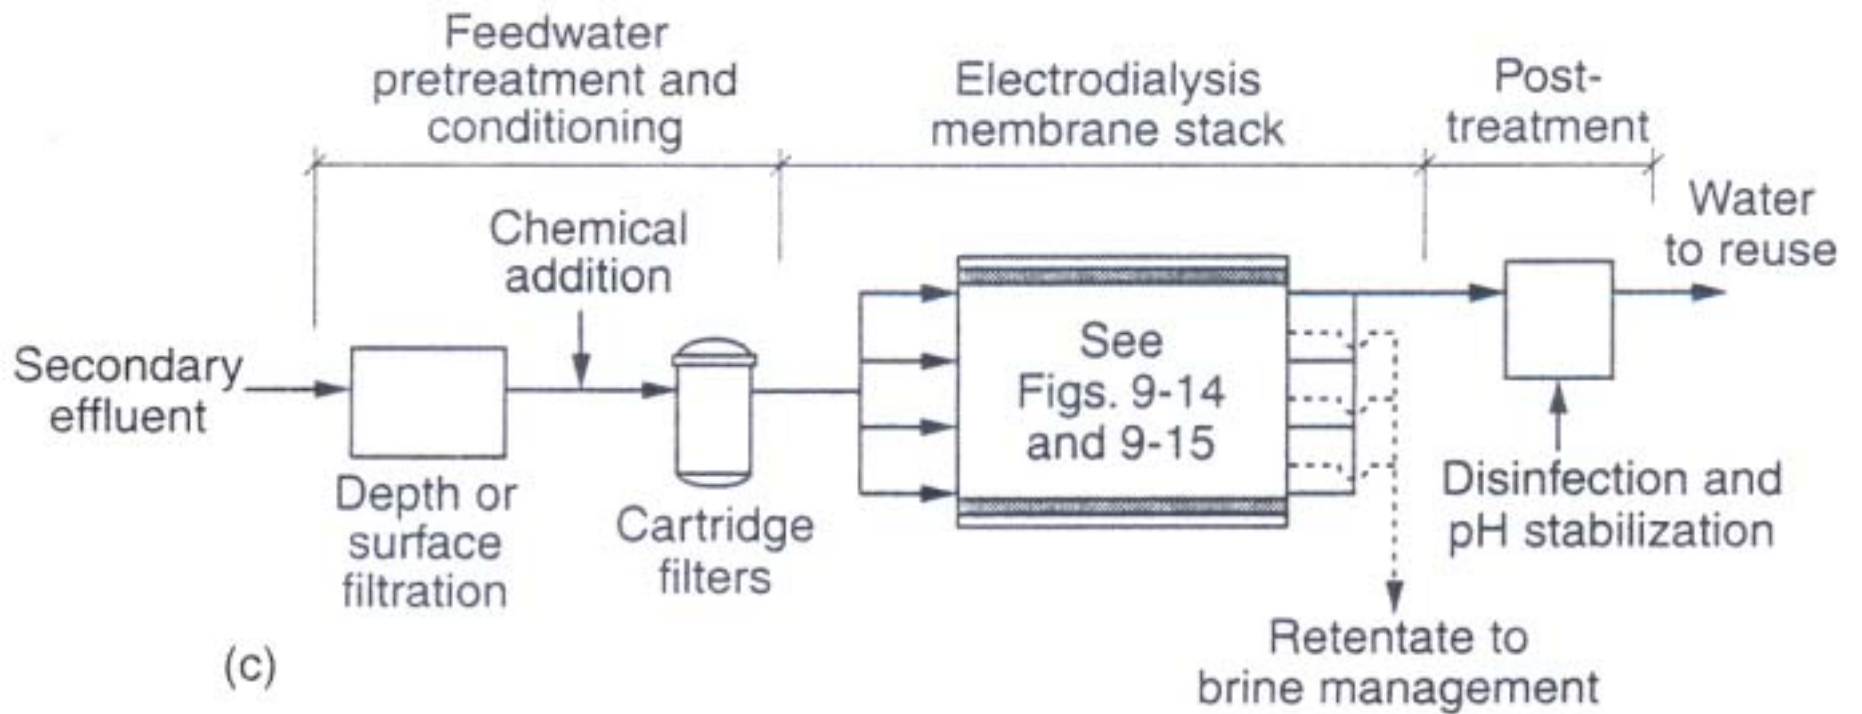 Feedwater
pretreatment and
conditioning
Electrodialysis
membrane stack
Post-
treatment
Water
to reuse
Chemical
addition
Secondary
effluent
See
Figs. 9-14
and 9-15
Depth or
surface
filtration
Cartridge
filters
Disinfection and
pH stabilization
Retentate to
brine management
(c)